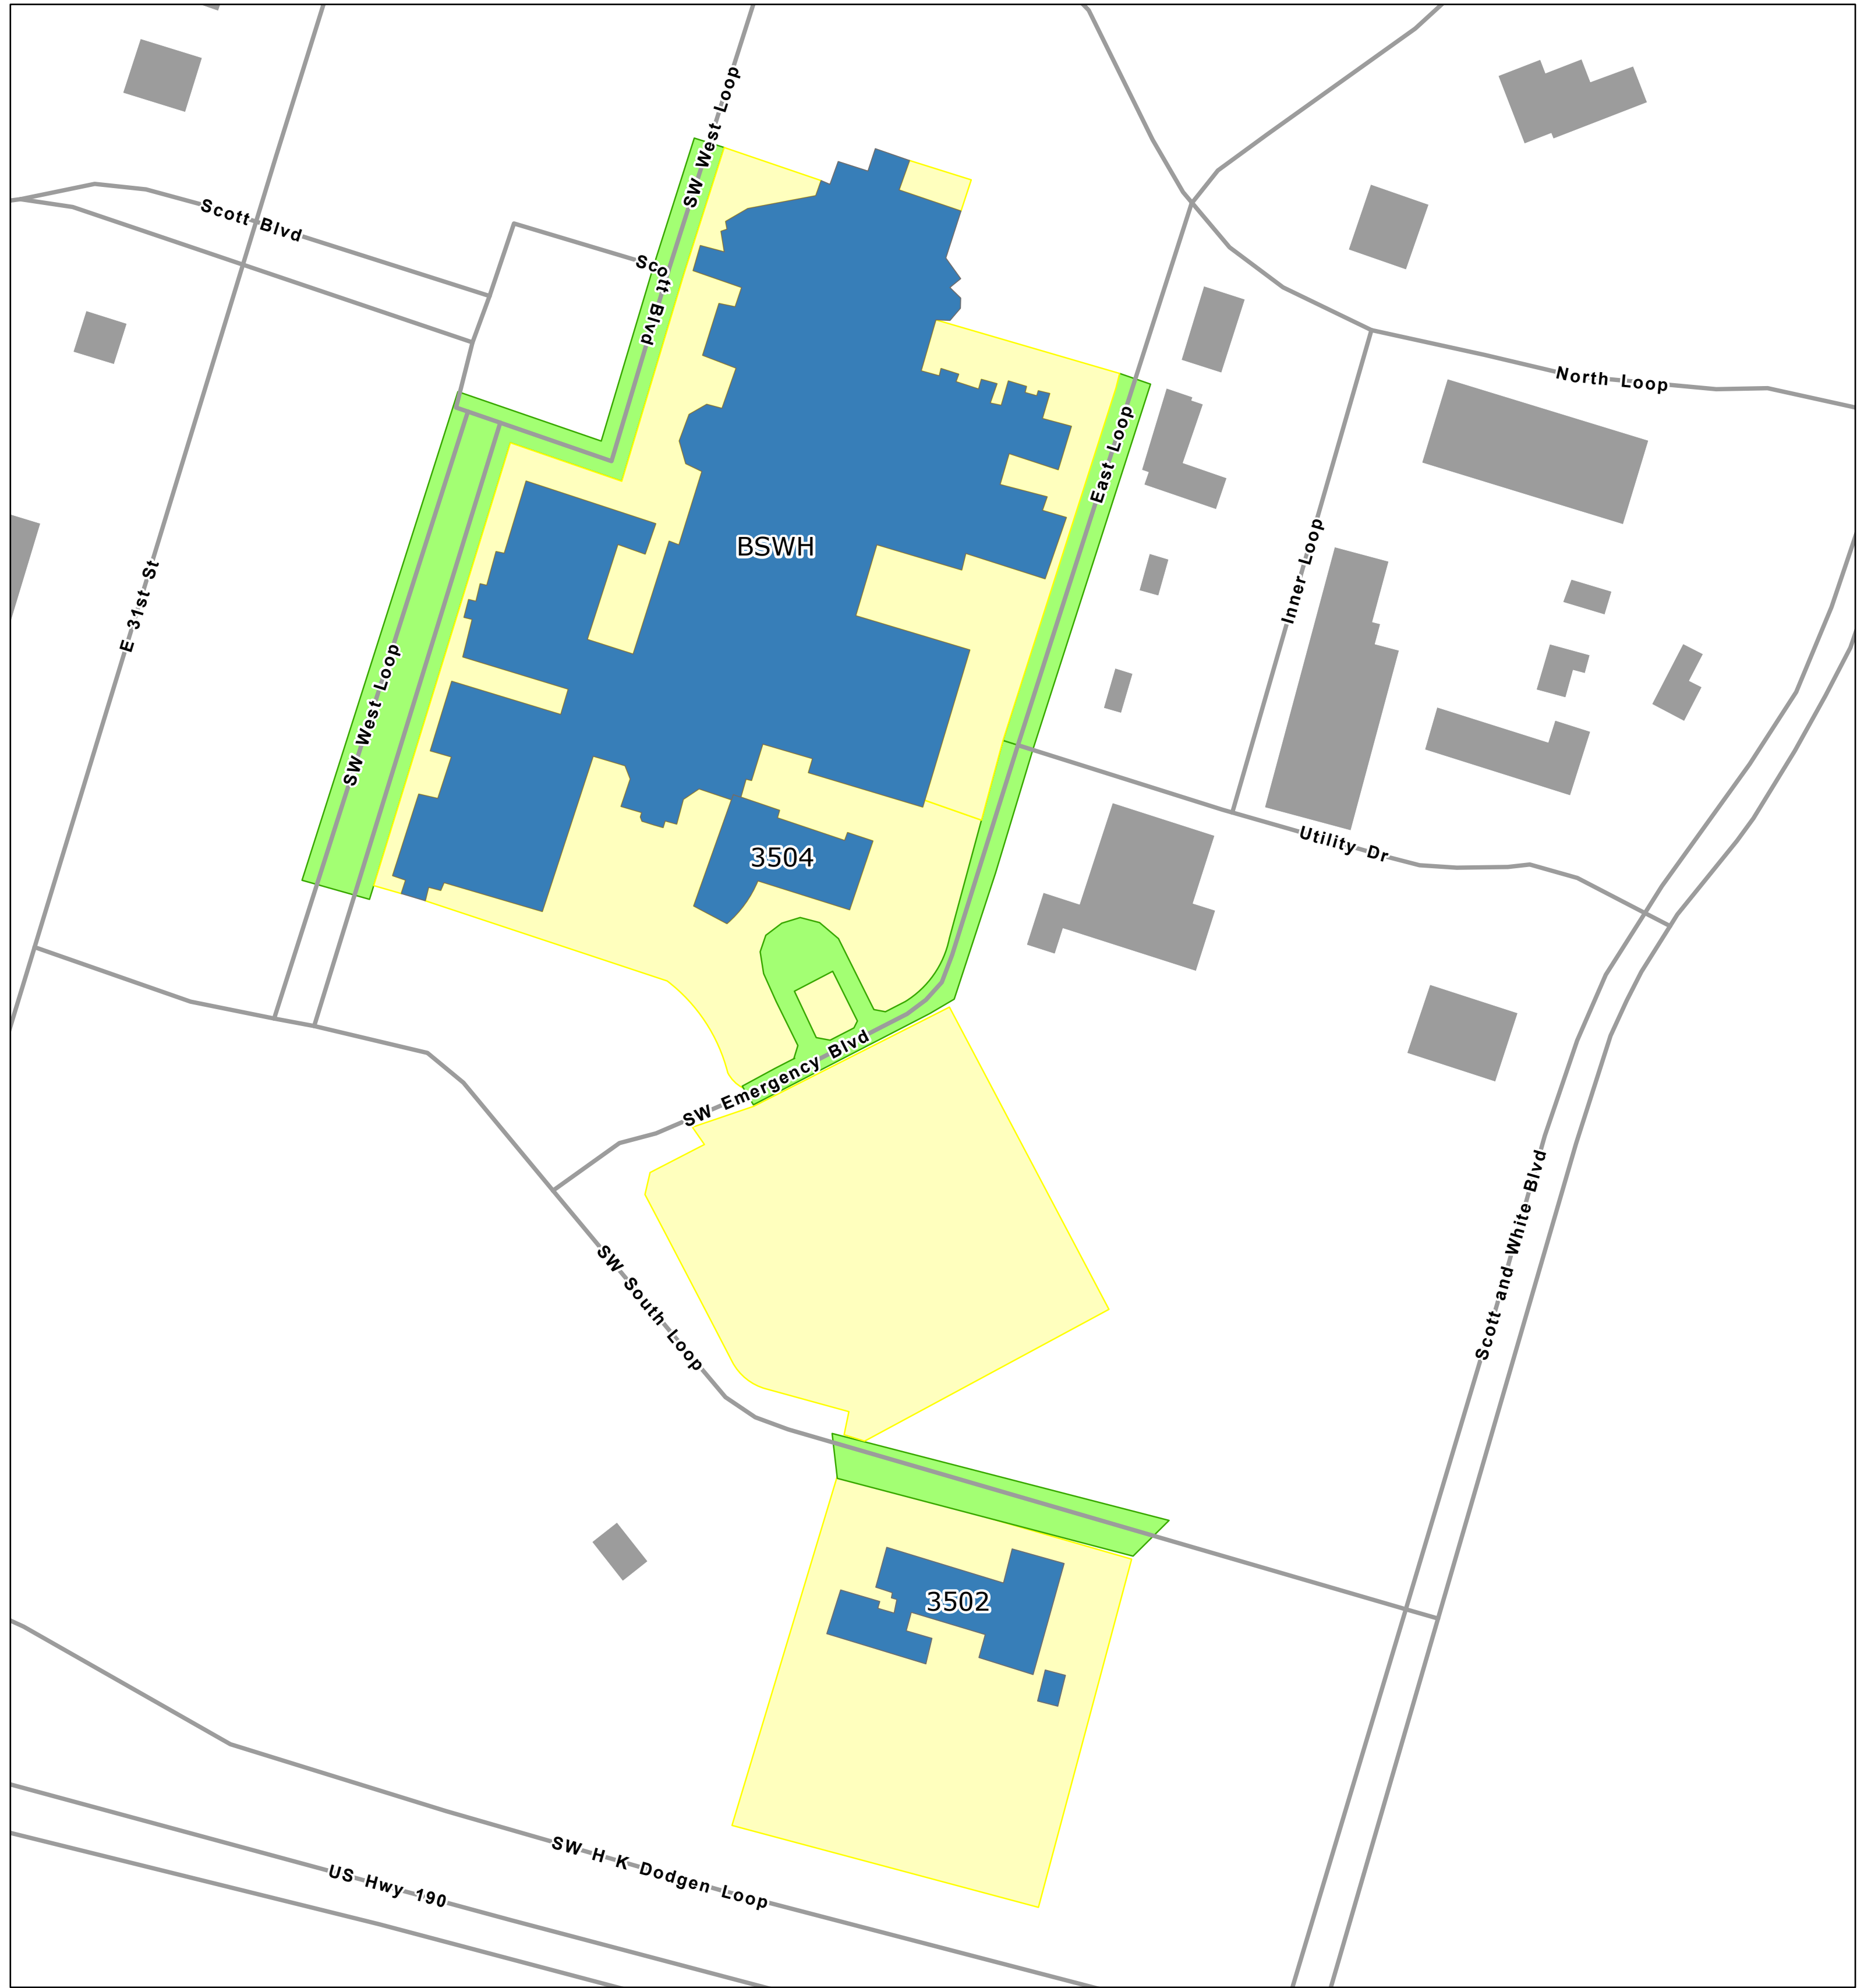 SW West Loop
Scott Blvd
Scott Blvd
North Loop
East Loop
BSWH
Inner Loop
E 31st St
SW West Loop
Utility Dr
3504
SW Emergency Blvd
Scott and White Blvd
SW South Loop
3502
SW H K Dodgen Loop
US Hwy 190